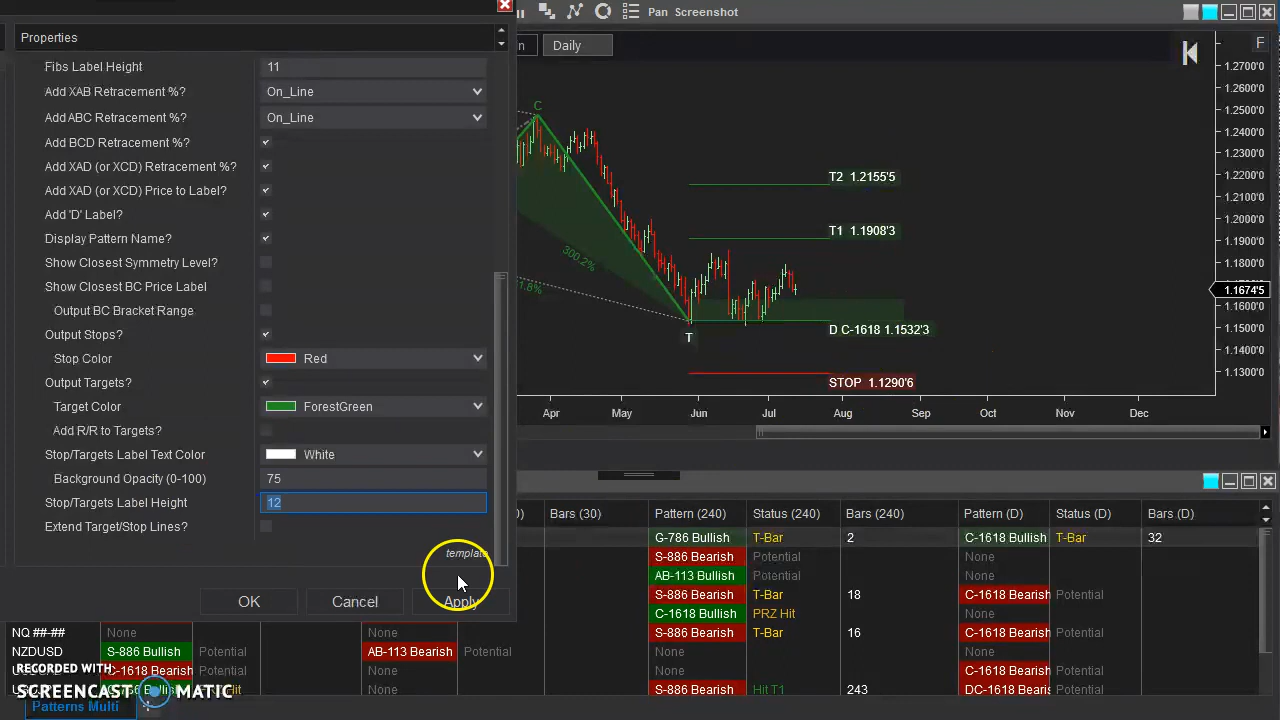 Pan Screenshot
Properties
Daily
F
Fibs Label Height 11
Add XAB Retracement %? On_Line
Add ABC Retracement %? On_Line
Add BCD Retracement %?
Add XAD (or XCD) Retracement %?
Add XAD (or XCD) Price to Label?
Add 'D' Label?
Display Pattern Name?
Show Closest Symmetry Level?
Show Closest BC Price Label
Output BC Bracket Range
Output Stops?
Stop Color Red
Output Targets?
Target Color ForestGreen
Add R/R to Targets?
Stop/Targets Label Text Color White
Background Opacity (0-100) 75
Stop/Targets Label Height 12
Extend Target/Stop Lines?
template
OK Cancel Apply
C
300.2%
1.8%
T
T2 1.2155'5
T1 1.1908'3
D C-1618 1.1532'3
STOP 1.1290'6
1.2700'0
1.2600'0
1.2500'0
1.2400'0
1.2300'0
1.2200'0
1.2100'0
1.2000'0
1.1900'0
1.1800'0
1.1674'5
1.1600'0
1.1500'0
1.1400'0
1.1300'0
Apr May Jun Jul Aug Sep Oct Nov Dec
Bars (30) Pattern (240) Status (240) Bars (240) Pattern (D) Status (D) Bars (D)
G-786 Bullish T-Bar 2 C-1618 Bullish T-Bar 32
S-886 Bearish Potential None
AB-113 Bullish Potential None
S-886 Bearish T-Bar 18 C-1618 Bearish Potential
C-1618 Bullish PRZ Hit None
NQ ##-## None None S-886 Bearish T-Bar 16 C-1618 Bearish Potential
NZDUSD S-886 Bullish Potential AB-113 Bearish Potential None None
C-1618 Bearish Potential None None C-1618 Bearish Potential
None S-886 Bearish Hit T1 243 DC-1618 Bearis Potential
RECORDED WITH
SCREENCAST MATIC
Patterns Multi +